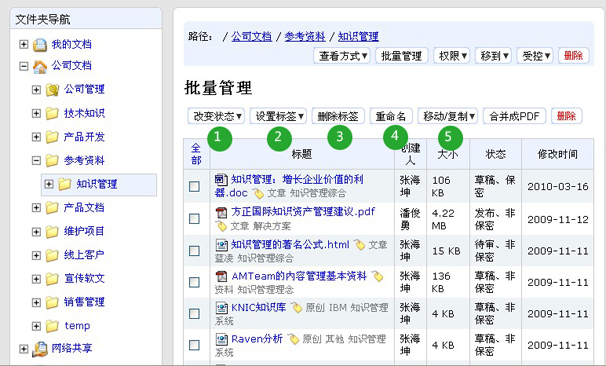 文件夹导航
我的文档
公司文档
公司管理
技术知识
产品开发
参考资料
知识管理
产品文档
维护项目
线上客户
宣传软文
销售管理
temp
网络共享
路径： / 公司文档 / 参考资料 / 知识管理
查看方式▼ 批量管理 权限▼ 移到▼ 受控▼ 删除
批量管理
改变状态▼ 设置标签▼ 删除标签 重命名 移动/复制▼ 合并成PDF 删除
1 2 3 4 5
全部 标题 创建人 大小 状态 修改时间
知识管理：增长企业价值的利器.doc 文章 知识管理综合 张海坤 106 KB 草稿、保密 2010-03-16
方正国际知识资产管理建议.pdf 文章 解决方案 潘俊勇 4.22 MB 发布、非保密 2009-11-12
知识管理的著名公式.html 文章 蓝凌 知识管理综合 张海坤 15 KB 待审、非保密 2009-11-11
AMTeam的内容管理基本资料 资料 知识管理理念 张海坤 136 KB 草稿、非保密 2009-11-11
KNIC知识库 原创 IBM 知识管理系统 张海坤 4 KB 草稿、非保密 2009-11-11
Raven分析 原创 其他 知识管理系统 张海坤 4 KB 草稿、非保密 2009-11-11